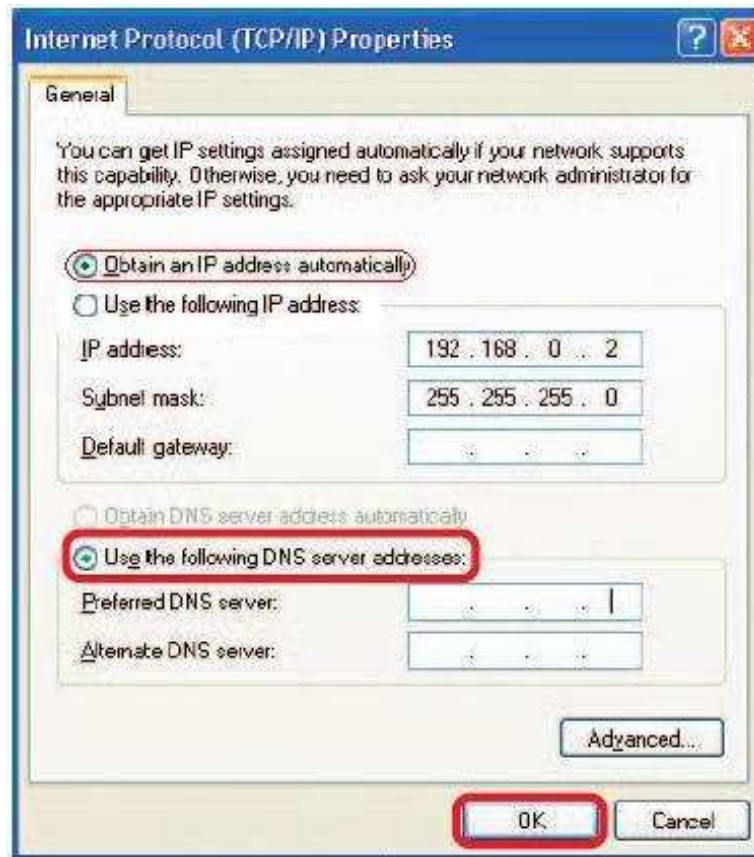 Internet Protocol (TCP/IP) Properties
General
You can get IP settings assigned automatically if your network supports
this capability. Otherwise, you need to ask your network administrator for
the appropriate IP settings.
Obtain an IP address automatically
Use the following IP address:
IP address: 192 . 168 . 0 . 2
Subnet mask: 255 . 255 . 255 . 0
Default gateway: . . .
Obtain DNS server address automatically
Use the following DNS server addresses:
Preferred DNS server: . . .
Alternate DNS server: . . .
Advanced...
OK Cancel